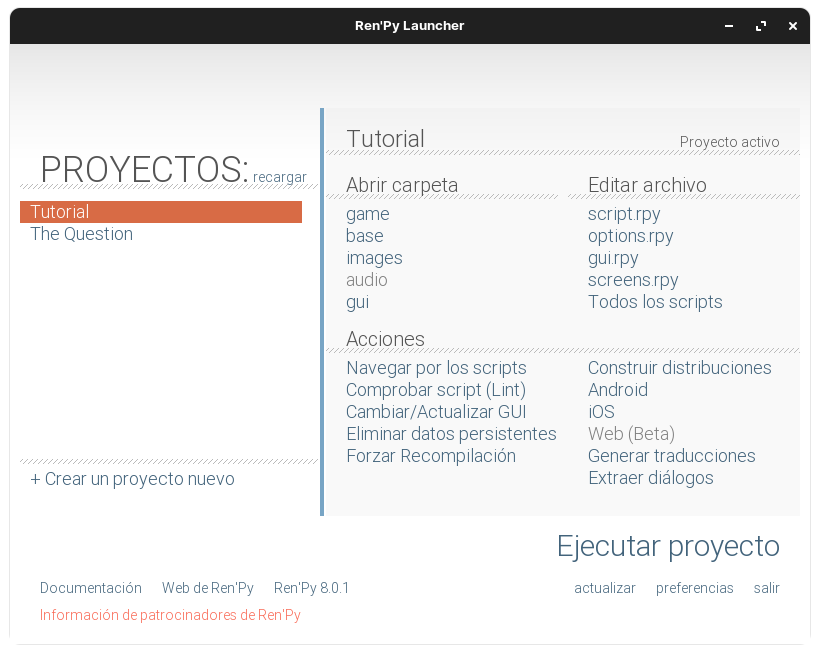 Ren'Py Launcher
PROYECTOS: recargar
Tutorial
The Question
+ Crear un proyecto nuevo
Tutorial
Proyecto activo
Abrir carpeta
game
base
images
audio
gui
Editar archivo
script.rpy
options.rpy
gui.rpy
screens.rpy
Todos los scripts
Acciones
Navegar por los scripts
Comprobar script (Lint)
Cambiar/Actualizar GUI
Eliminar datos persistentes
Forzar Recompilación
Construir distribuciones
Android
iOS
Web (Beta)
Generar traducciones
Extraer diálogos
Ejecutar proyecto
Documentación Web de Ren'Py Ren'Py 8.0.1
actualizar preferencias salir
Información de patrocinadores de Ren'Py